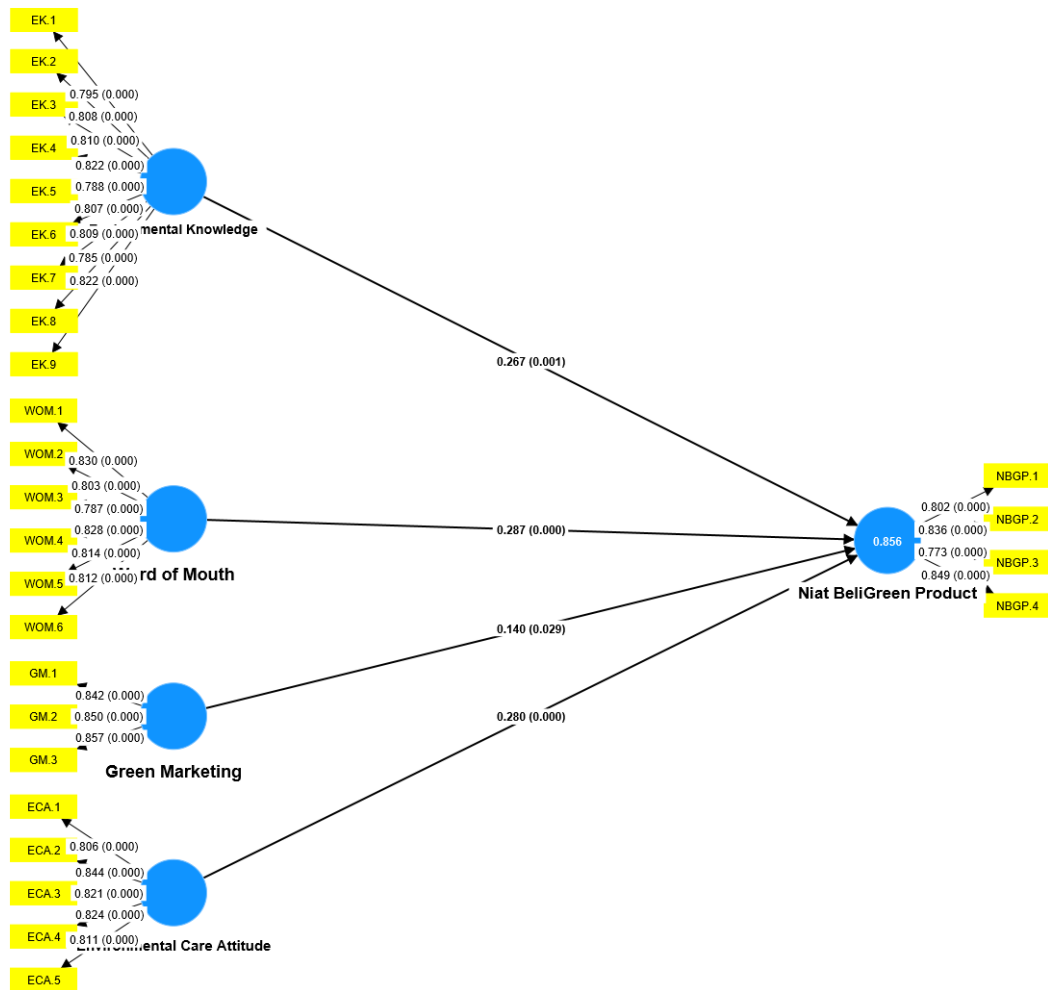 EK.1
EK.2
EK.3
EK.4
EK.5
EK.6
EK.7
EK.8
EK.9
0.795 (0.000)
0.808 (0.000)
0.810 (0.000)
0.822 (0.000)
0.788 (0.000)
0.807 (0.000)
0.809 (0.000)
0.785 (0.000)
0.822 (0.000)
mental Knowledge
0.267 (0.001)
WOM.1
WOM.2
WOM.3
WOM.4
WOM.5
WOM.6
0.830 (0.000)
0.803 (0.000)
0.787 (0.000)
0.828 (0.000)
0.814 (0.000)
0.812 (0.000)
rd of Mouth
0.287 (0.000)
GM.1
GM.2
GM.3
0.842 (0.000)
0.850 (0.000)
0.857 (0.000)
Green Marketing
0.140 (0.029)
ECA.1
ECA.2
ECA.3
ECA.4
ECA.5
0.806 (0.000)
0.844 (0.000)
0.821 (0.000)
0.824 (0.000)
0.811 (0.000)
Environmental Care Attitude
0.280 (0.000)
0.856
Niat BeliGreen Product
0.802 (0.000)
0.836 (0.000)
0.773 (0.000)
0.849 (0.000)
NBGP.1
NBGP.2
NBGP.3
NBGP.4